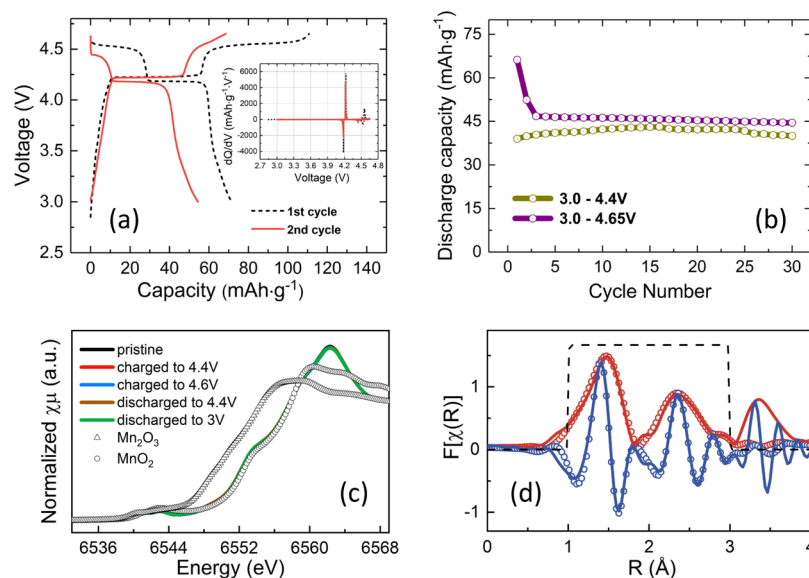 4.5
4.0
3.5
3.0
2.5
Voltage (V)
0 20 40 60 80 100 120 140
Capacity (mAh·g⁻¹)
(a)
1st cycle
2nd cycle
dQ/dV (mAh·g⁻¹·V⁻¹)
6000
4000
2000
0
-2000
-4000
2.7 3.0 3.3 3.6 3.9 4.2 4.5 4.8
Voltage (V)
75
60
45
30
15
0
Discharge capacity (mAh·g⁻¹)
3.0 - 4.4V
3.0 - 4.65V
(b)
0 5 10 15 20 25 30
Cycle Number
Normalized χμ (a.u.)
pristine
charged to 4.4V
charged to 4.6V
discharged to 4.4V
discharged to 3V
Mn₂O₃
MnO₂
(c)
6536 6544 6552 6560 6568
Energy (eV)
F[χ(R)]
1
0
-1
(d)
0 1 2 3 4
R (Å)